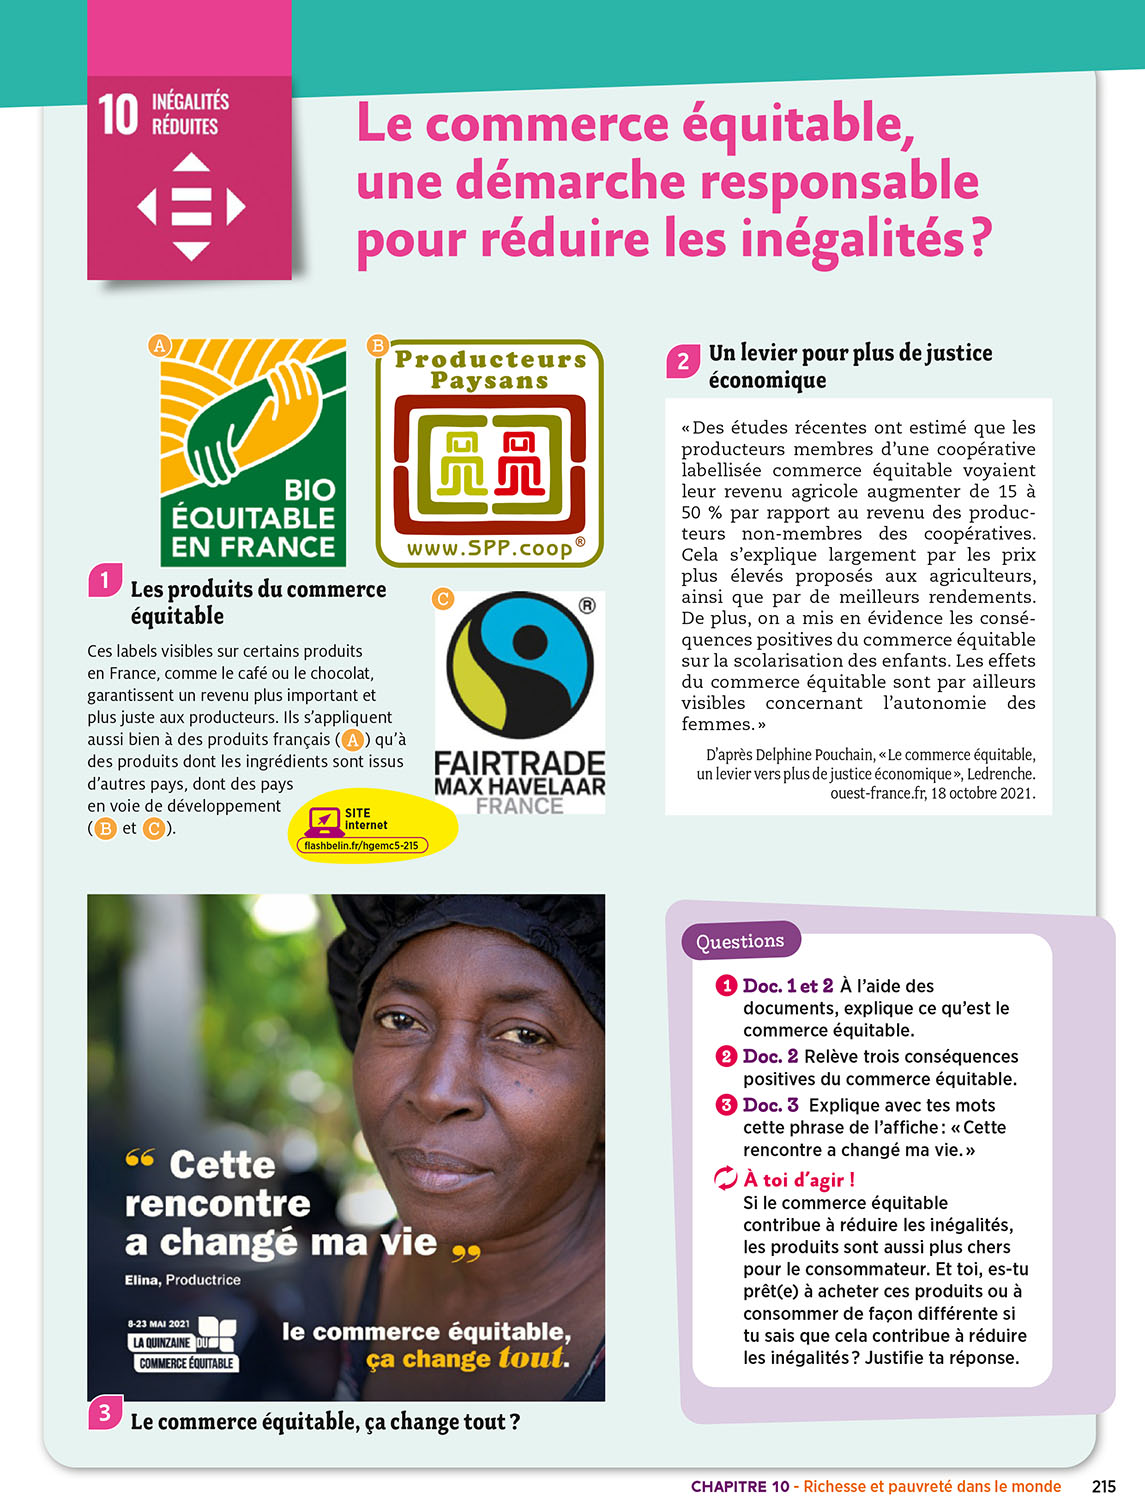 10 INÉGALITÉS
RÉDUITES
Le commerce équitable,
une démarche responsable
pour réduire les inégalités ?
A
BIO
ÉQUITABLE
EN FRANCE
B
Producteurs
Paysans
www.SPP.coop®
1 Les produits du commerce
équitable
Ces labels visibles sur certains produits
en France, comme le café ou le chocolat,
garantissent un revenu plus important et
plus juste aux producteurs. Ils s’appliquent
aussi bien à des produits français (A) qu’à
des produits dont les ingrédients sont issus
d’autres pays, dont des pays
en voie de développement
(B et C).
SITE
internet
flashbelin.fr/hgemc5-215
C
®
FAIRTRADE
MAX HAVELAAR
FRANCE
2 Un levier pour plus de justice
économique
« Des études récentes ont estimé que les
producteurs membres d’une coopérative
labellisée commerce équitable voyaient
leur revenu agricole augmenter de 15 à
50 % par rapport au revenu des produc-
teurs non-membres des coopératives.
Cela s’explique largement par les prix
plus élevés proposés aux agriculteurs,
ainsi que par de meilleurs rendements.
De plus, on a mis en évidence les consé-
quences positives du commerce équitable
sur la scolarisation des enfants. Les effets
du commerce équitable sont par ailleurs
visibles concernant l’autonomie des
femmes. »
D’après Delphine Pouchain, « Le commerce équitable,
un levier vers plus de justice économique », Ledrenche.
ouest-france.fr, 18 octobre 2021.
“ Cette
rencontre
a changé ma vie ”
Elina, Productrice
8-23 MAI 2021
LA QUINZAINE DU
COMMERCE ÉQUITABLE
le commerce équitable,
ça change tout.
3 Le commerce équitable, ça change tout ?
Questions
1 Doc. 1 et 2 À l’aide des
documents, explique ce qu’est le
commerce équitable.
2 Doc. 2 Relève trois conséquences
positives du commerce équitable.
3 Doc. 3 Explique avec tes mots
cette phrase de l’affiche : « Cette
rencontre a changé ma vie. »
À toi d’agir !
Si le commerce équitable
contribue à réduire les inégalités,
les produits sont aussi plus chers
pour le consommateur. Et toi, es-tu
prêt(e) à acheter ces produits ou à
consommer de façon différente si
tu sais que cela contribue à réduire
les inégalités ? Justifie ta réponse.
CHAPITRE 10 - Richesse et pauvreté dans le monde 215